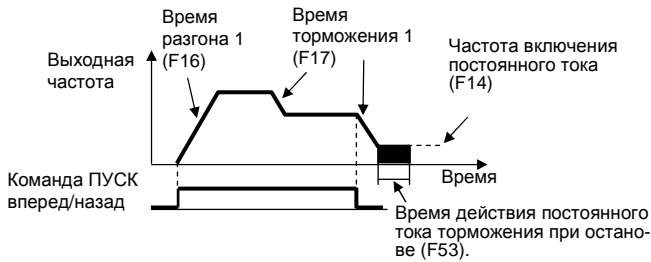 Время
разгона 1
(F16)
Время
торможения 1
(F17)
Выходная
частота
Частота включения
постоянного тока
(F14)
Время
Команда ПУСК
вперед/назад
Время действия постоянного
тока торможения при остано-
ве (F53).